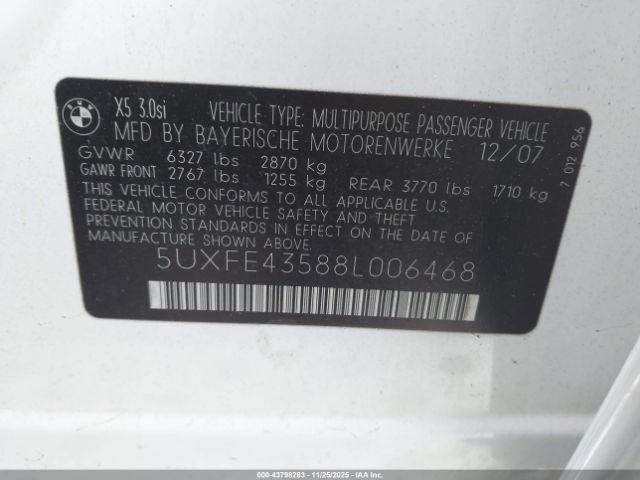 BMW
X5 3.0si
VEHICLE TYPE: MULTIPURPOSE PASSENGER VEHICLE
MFD BY BAYERISCHE MOTORENWERKE 12/07
GVWR 6327 lbs 2870 kg
GAWR FRONT 2767 lbs 1255 kg REAR 3770 lbs 1710 kg
THIS VEHICLE CONFORMS TO ALL APPLICABLE U.S.
FEDERAL MOTOR VEHICLE SAFETY AND THEFT
PREVENTION STANDARDS IN EFFECT ON THE DATE OF
MANUFACTURE SHOWN ABOVE.
5UXFE43588L006468
7 012 956
000-43798263 - 11/25/2025 - COPYRIGHT © IAA